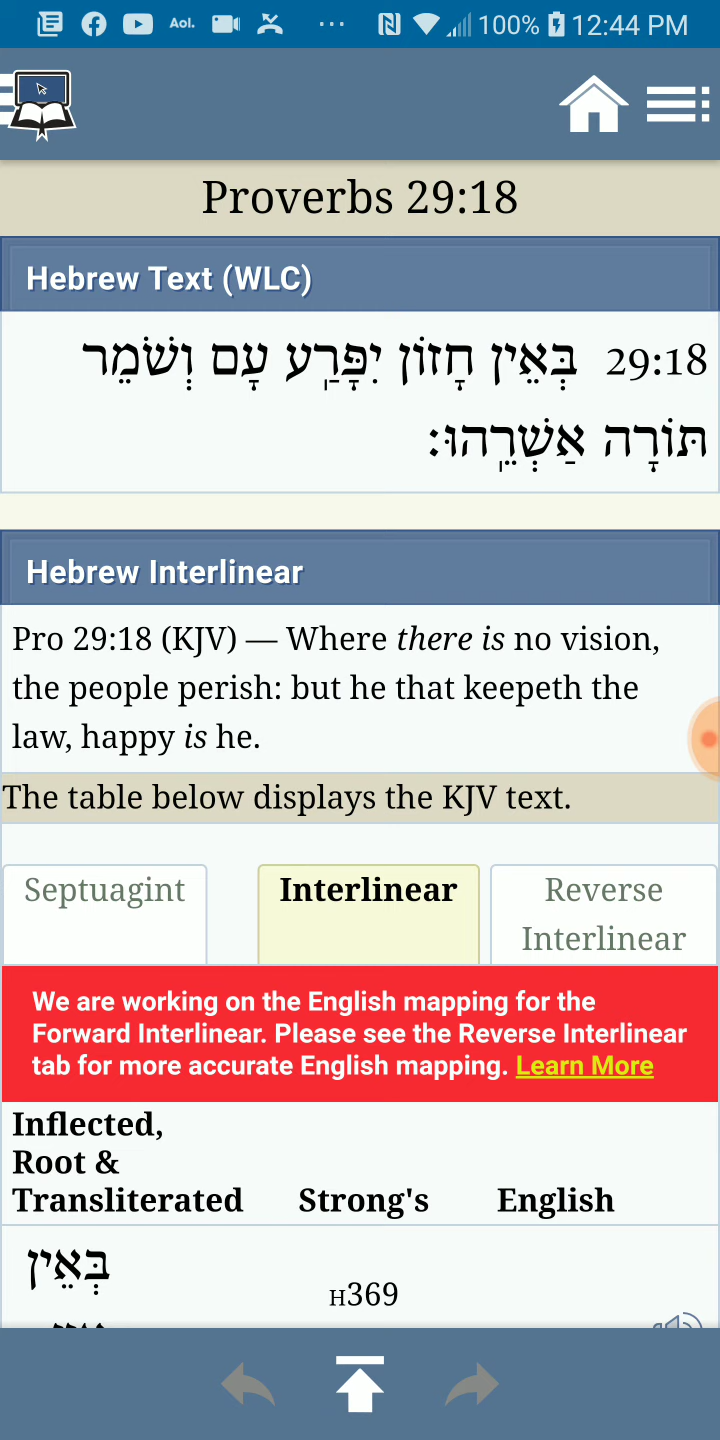 Aol. ... 100% 12:44 PM
Proverbs 29:18
Hebrew Text (WLC)
29:18 בְּאֵין חָזוֹן יִפָּרַֽע עָם וְשֹׁמֵר
תּוֹרָה אַשְׁרֵֽהוּ׃
Hebrew Interlinear
Pro 29:18 (KJV) — Where there is no vision,
the people perish: but he that keepeth the
law, happy is he.
The table below displays the KJV text.
Septuagint
Interlinear
Reverse
Interlinear
We are working on the English mapping for the
Forward Interlinear. Please see the Reverse Interlinear
tab for more accurate English mapping. Learn More
Inflected,
Root &
Transliterated Strong's English
בְּאֵין
H369